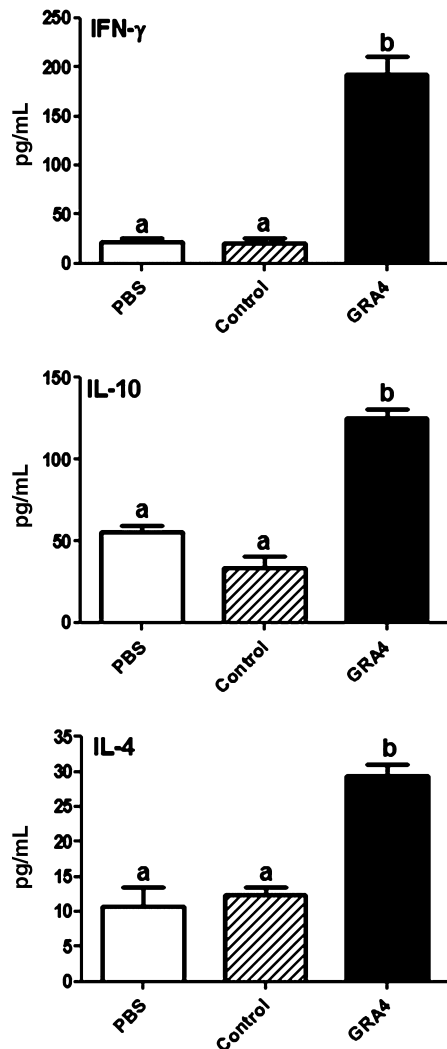 IFN-γ
250
200
150
100
50
0
pg/mL
a
a
b
PBS
Control
GRA4
IL-10
150
100
50
0
pg/mL
a
a
b
PBS
Control
GRA4
IL-4
35
30
25
20
15
10
5
0
pg/mL
a
a
b
PBS
Control
GRA4